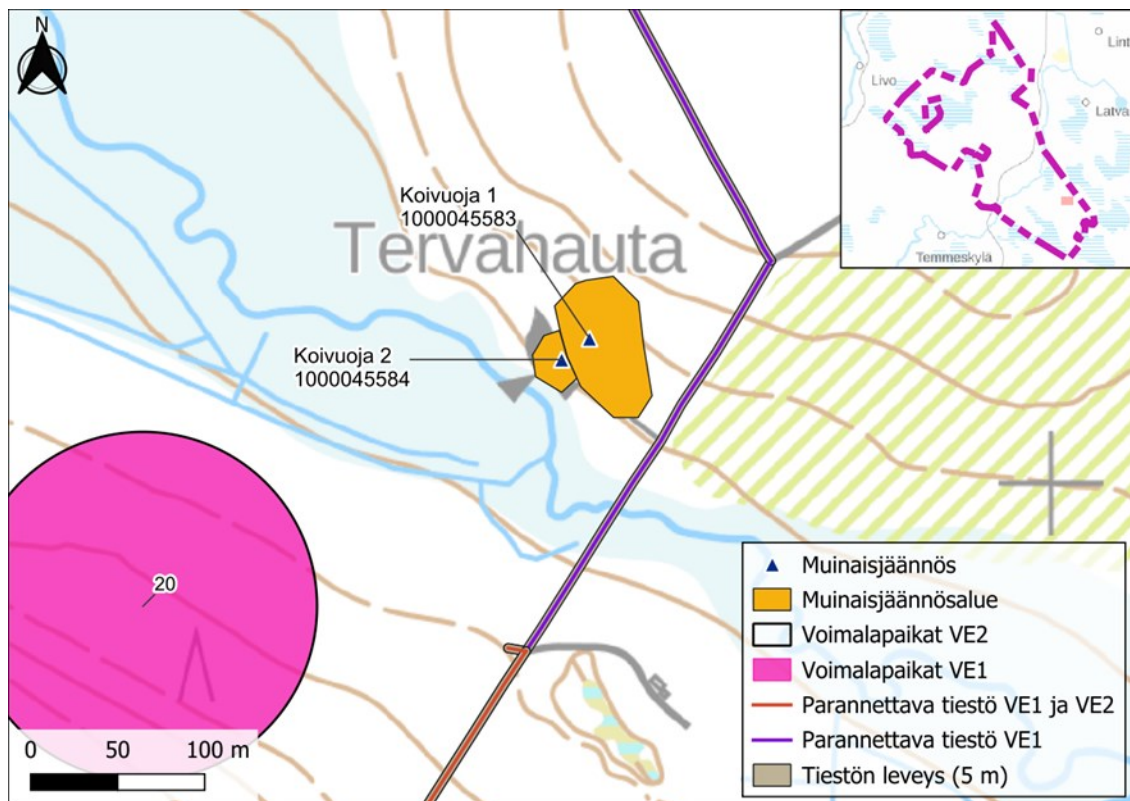 N
Koivuoja 1
1000045583
Tervahauta
Koivuoja 2
1000045584
20
0 50 100 m
Livo
Lint
Latva
Temmeskylä
Muinaisjäännös
Muinaisjäännösalue
Voimalapaikat VE2
Voimalapaikat VE1
Parannettava tiestö VE1 ja VE2
Parannettava tiestö VE1
Tiestön leveys (5 m)